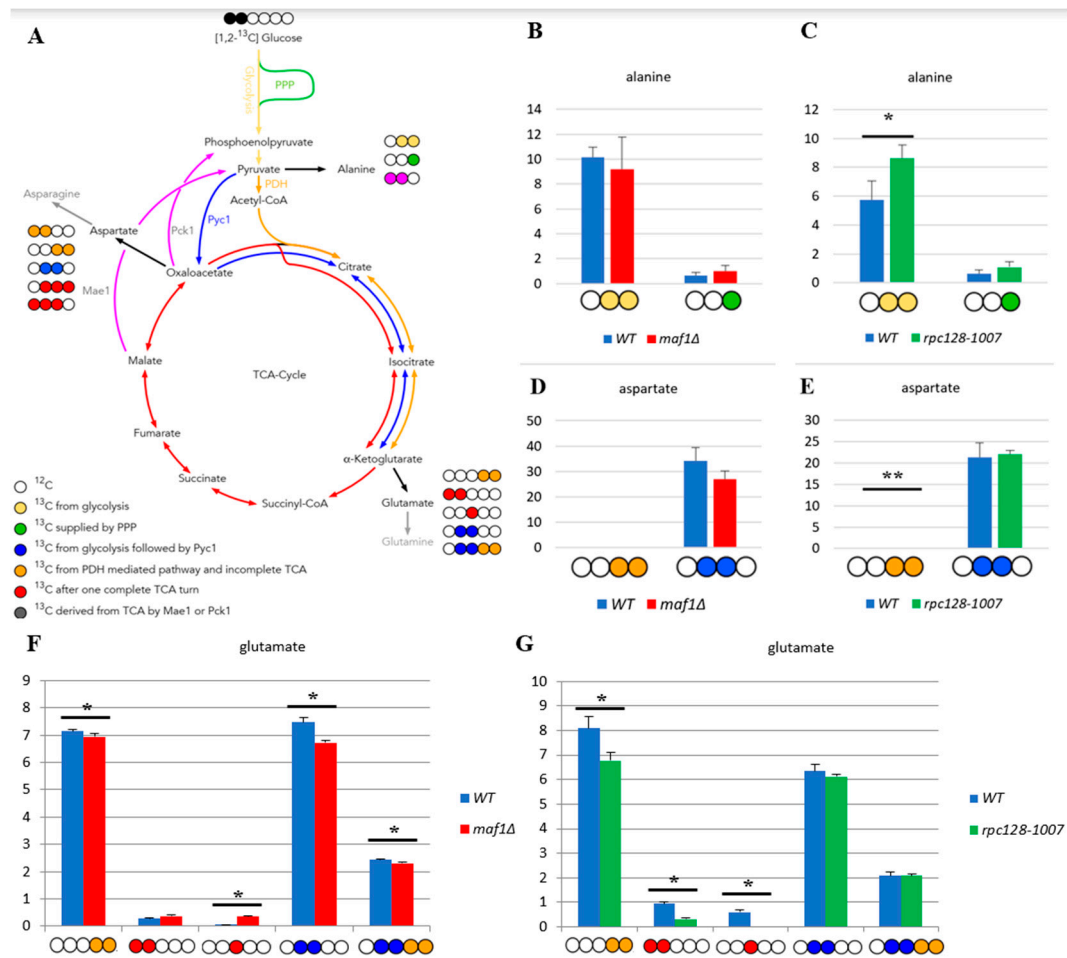 A
[1,2-¹³C] Glucose
Glycolysis
PPP
Phosphoenolpyruvate
Pyruvate
Alanine
PDH
Acetyl-CoA
Asparagine
Aspartate
Pck1
Pyc1
Oxaloacetate
Citrate
Mae1
Malate
TCA-Cycle
Isocitrate
Fumarate
α-Ketoglutarate
Succinate
Succinyl-CoA
Glutamate
Glutamine
¹²C
¹³C from glycolysis
¹³C supplied by PPP
¹³C from glycolysis followed by Pyc1
¹³C from PDH mediated pathway and incomplete TCA
¹³C after one complete TCA turn
¹³C derived from TCA by Mae1 or Pck1
B
alanine
14
12
10
8
6
4
2
0
WT maf1Δ
C
alanine
12
10
8
6
4
2
0
*
WT rpc128-1007
D
aspartate
50
40
30
20
10
0
WT maf1Δ
E
aspartate
30
25
20
15
10
5
0
**
WT rpc128-1007
F
glutamate
9
8
7
6
5
4
3
2
1
0
*
*
*
*
WT
maf1Δ
G
glutamate
10
9
8
7
6
5
4
3
2
1
0
*
*
*
WT
rpc128-1007